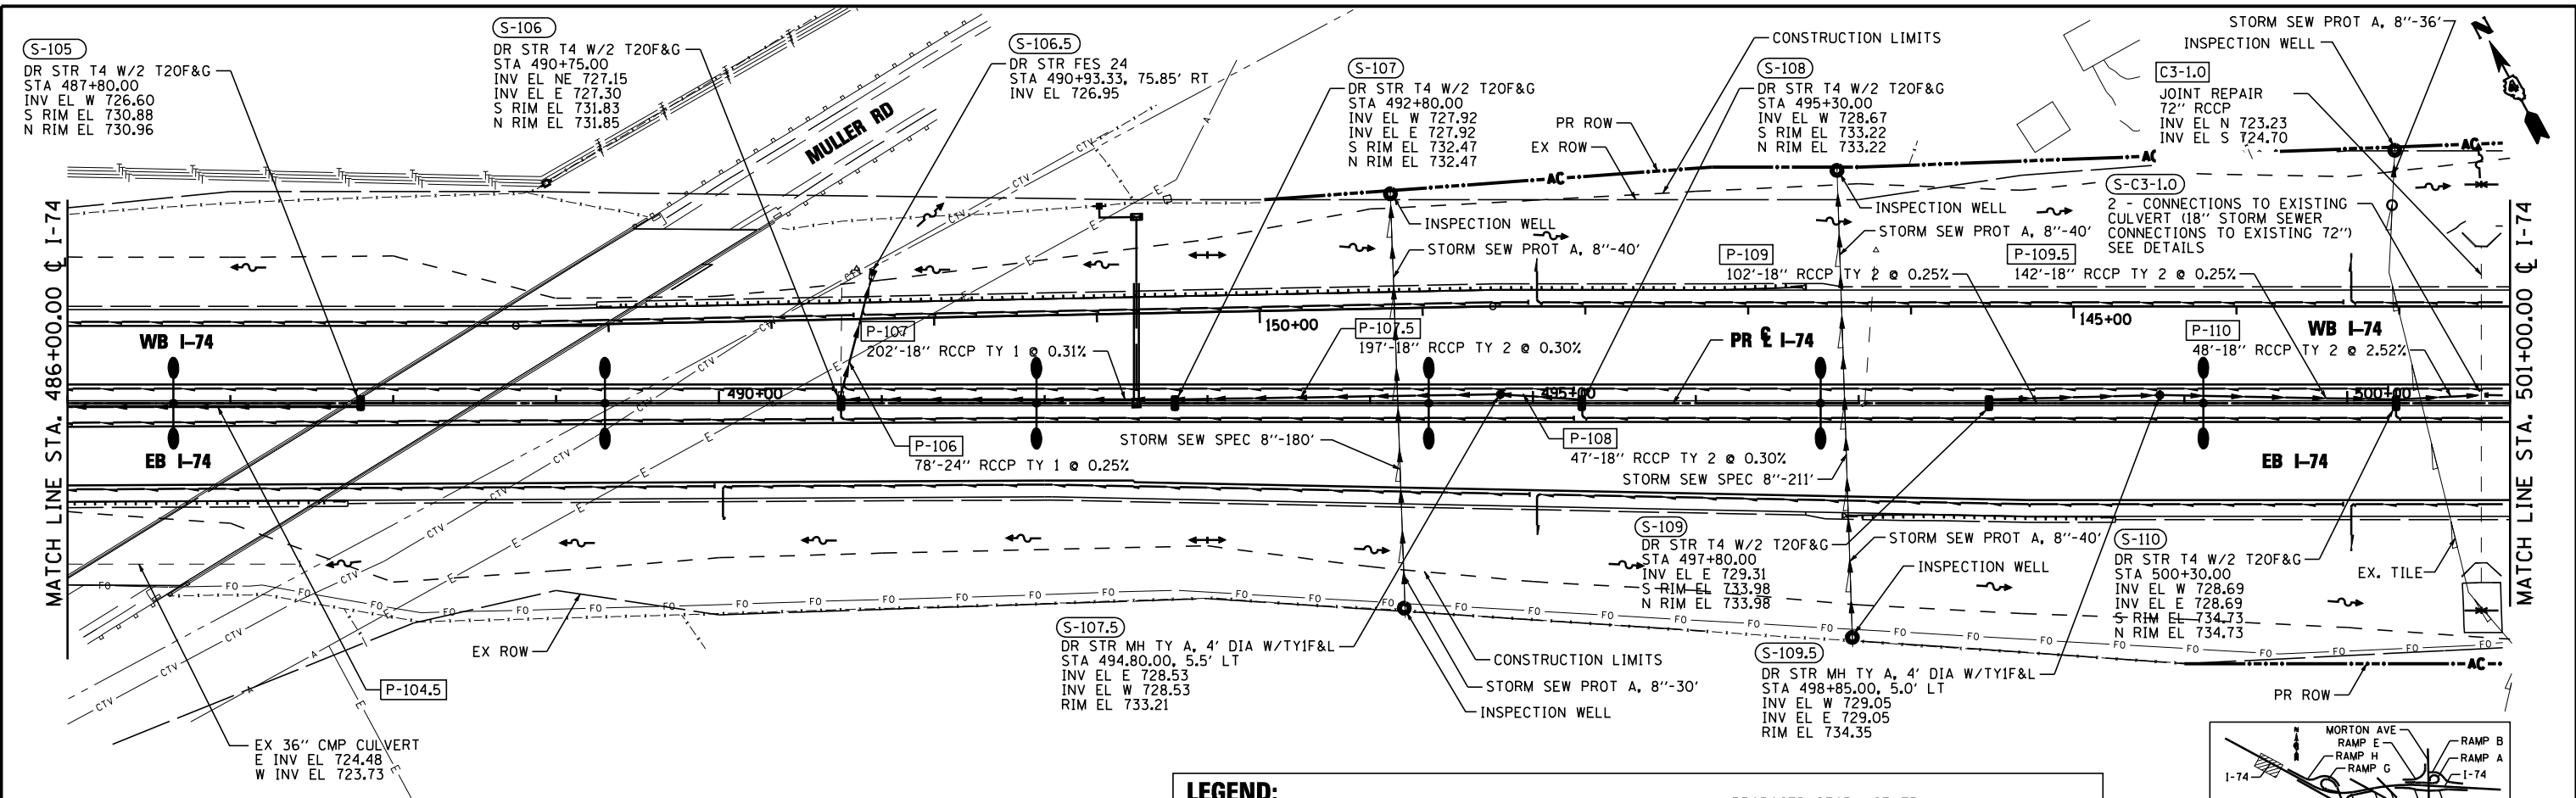 S-105
DR STR T4 W/2 T20F&G
STA 487+80.00
INV EL W 726.60
S RIM EL 730.88
N RIM EL 730.96
S-106
DR STR T4 W/2 T20F&G
STA 490+75.00
INV EL NE 727.15
INV EL E 727.30
S RIM EL 731.83
N RIM EL 731.85
MULLER RD
S-106.5
DR STR FES 24
STA 490+93.33, 75.85' RT
INV EL 726.95
S-107
DR STR T4 W/2 T20F&G
STA 492+80.00
INV EL W 727.92
INV EL E 727.92
S RIM EL 732.47
N RIM EL 732.47
CONSTRUCTION LIMITS
PR ROW
EX ROW
S-108
DR STR T4 W/2 T20F&G
STA 495+30.00
INV EL W 728.67
S RIM EL 733.22
N RIM EL 733.22
STORM SEW PROT A, 8"-36'
INSPECTION WELL
C3-1.0
JOINT REPAIR
72" RCCP
INV EL N 723.23
INV EL S 724.70
N
S-C3-1.0
2 - CONNECTIONS TO EXISTING
CULVERT (18" STORM SEWER
CONNECTIONS TO EXISTING 72")
SEE DETAILS
AC
AC
AC
INSPECTION WELL
STORM SEW PROT A, 8"-40'
INSPECTION WELL
STORM SEW PROT A, 8"-40'
P-109
102'-18" RCCP TY 2 @ 0.25%
P-109.5
142'-18" RCCP TY 2 @ 0.25%
MATCH LINE STA. 486+00.00 ℄ I-74
MATCH LINE STA. 501+00.00 ℄ I-74
WB I-74
EB I-74
P-107
202'-18" RCCP TY 1 @ 0.31%
150+00
P-107.5
197'-18" RCCP TY 2 @ 0.30%
PR ℄ I-74
145+00
P-110
48'-18" RCCP TY 2 @ 2.52%
WB I-74
EB I-74
490+00
495+00
500+00
P-106
78'-24" RCCP TY 1 @ 0.25%
STORM SEW SPEC 8"-180'
P-108
47'-18" RCCP TY 2 @ 0.30%
STORM SEW SPEC 8"-211'
S-109
DR STR T4 W/2 T20F&G
STA 497+80.00
INV EL E 729.31
S RIM EL 733.98
N RIM EL 733.98
STORM SEW PROT A, 8"-40'
INSPECTION WELL
S-110
DR STR T4 W/2 T20F&G
STA 500+30.00
INV EL W 728.69
INV EL E 728.69
S RIM EL 734.73
N RIM EL 734.73
EX. TILE
EX ROW
P-104.5
EX 36" CMP CULVERT
E INV EL 724.48
W INV EL 723.73
S-107.5
DR STR MH TY A, 4' DIA W/TY1F&L
STA 494.80.00, 5.5' LT
INV EL E 728.53
INV EL W 728.53
RIM EL 733.21
CONSTRUCTION LIMITS
STORM SEW PROT A, 8"-30'
INSPECTION WELL
S-109.5
DR STR MH TY A, 4' DIA W/TY1F&L
STA 498+85.00, 5.0' LT
INV EL W 729.05
INV EL E 729.05
RIM EL 734.35
AC
PR ROW
LEGEND:
MORTON AVE
RAMP E
RAMP H
RAMP G
RAMP B
RAMP A
I-74
I-74